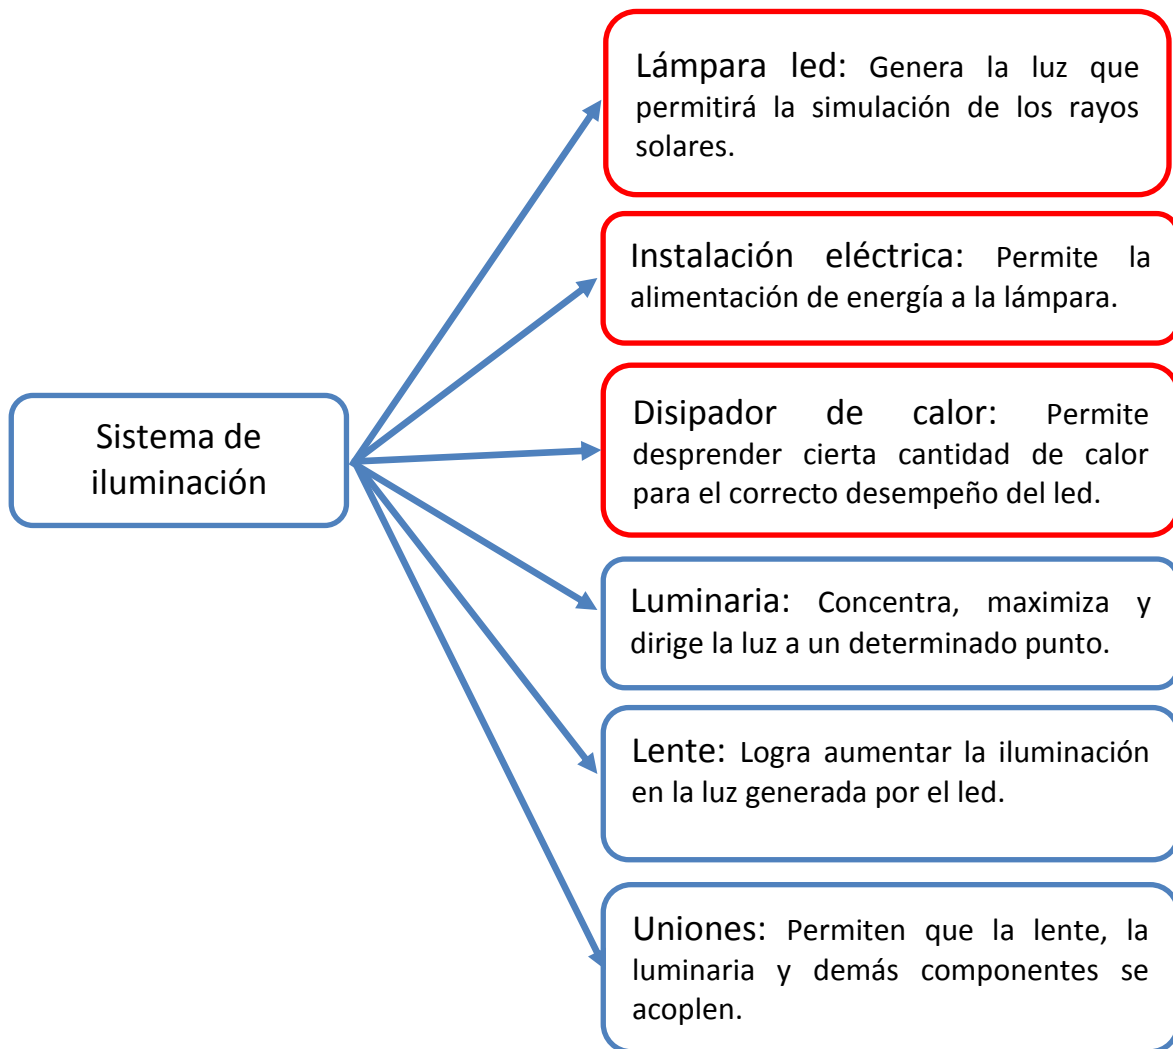 Lámpara led: Genera la luz que
permitirá la simulación de los rayos
solares.
Instalación eléctrica: Permite la
alimentación de energía a la lámpara.
Sistema de
iluminación
Disipador de calor: Permite
desprender cierta cantidad de calor
para el correcto desempeño del led.
Luminaria: Concentra, maximiza y
dirige la luz a un determinado punto.
Lente: Logra aumentar la iluminación
en la luz generada por el led.
Uniones: Permiten que la lente, la
luminaria y demás componentes se
acoplen.